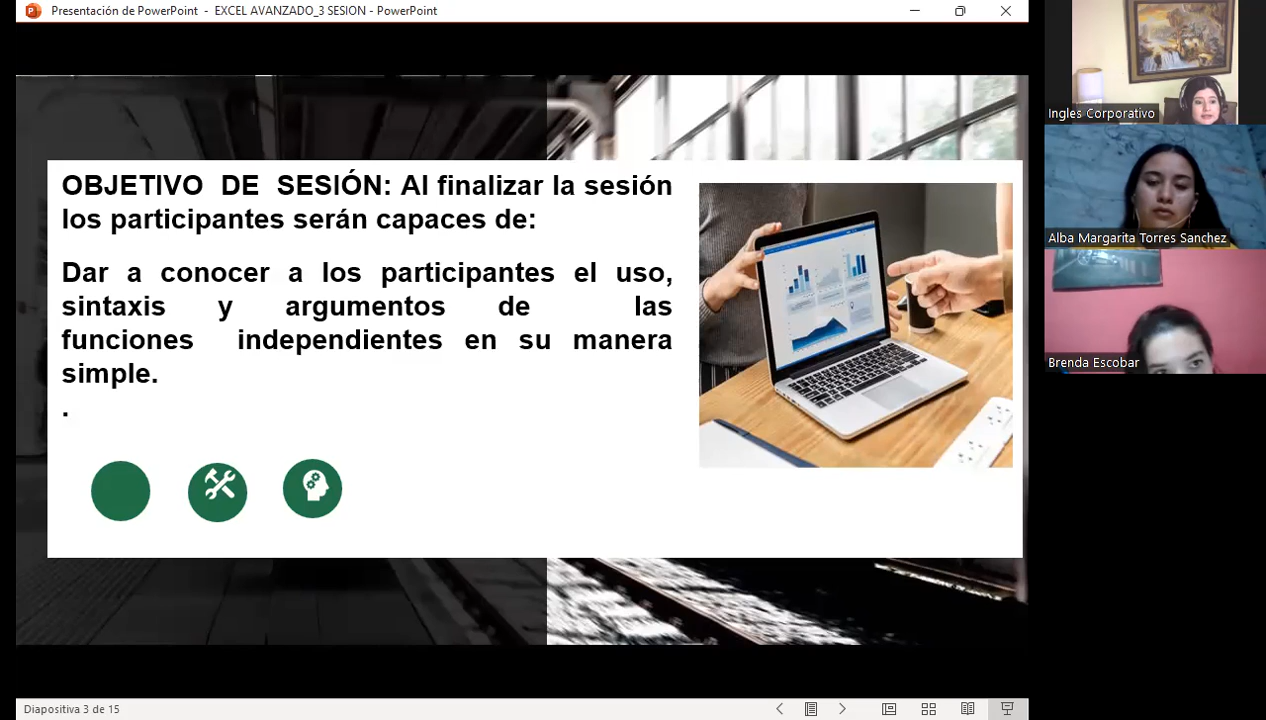 Presentación de PowerPoint - EXCEL AVANZADO_3 SESION - PowerPoint
OBJETIVO DE SESIÓN: Al finalizar la sesión
los participantes serán capaces de:
Dar a conocer a los participantes el uso,
sintaxis y argumentos de las
funciones independientes en su manera
simple.
.
Ingles Corporativo
Alba Margarita Torres Sanchez
Brenda Escobar
Diapositiva 3 de 15